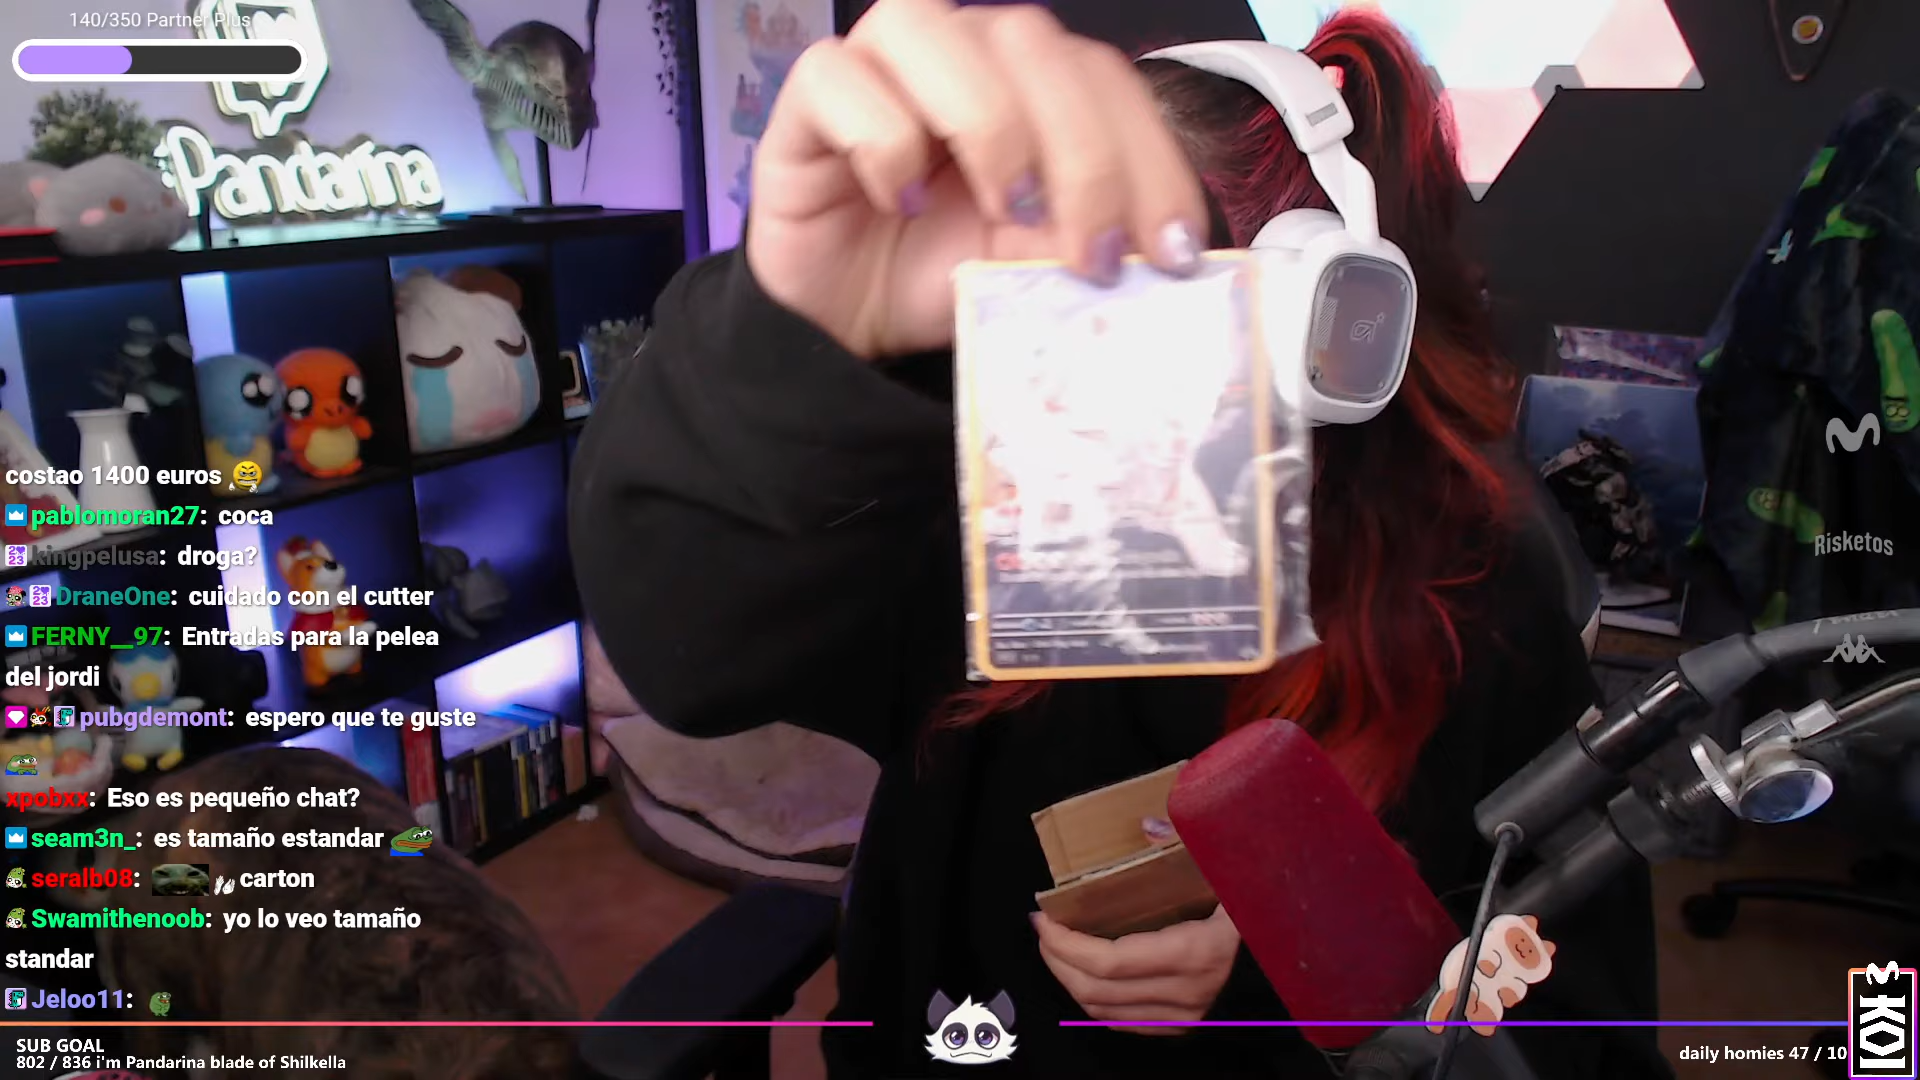 140/350 Partner Plus
Pandarina
costao 1400 euros
pablomoran27: coca
kingpelusa: droga?
DraneOne: cuidado con el cutter
FERNY__97: Entradas para la pelea
del jordi
pubgdemont: espero que te guste
xpobxx: Eso es pequeño chat?
seam3n_: es tamaño estandar
seralb08: carton
Swamithenoob: yo lo veo tamaño
standar
Jeloo11:
Risketos
SUB GOAL
802 / 836 i'm Pandarina blade of Shilkella
daily homies 47 / 10
KOI